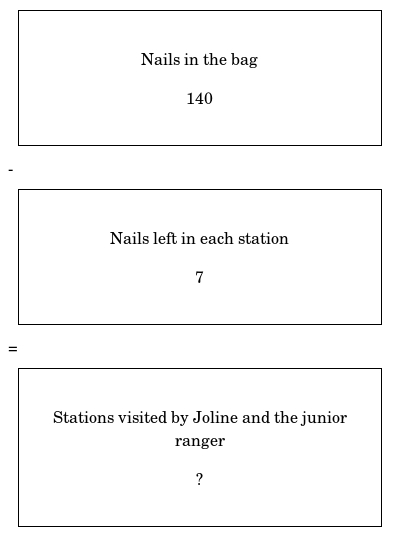 Nails in the bag
140
-
Nails left in each station
7
=
Stations visited by Joline and the junior
ranger
?